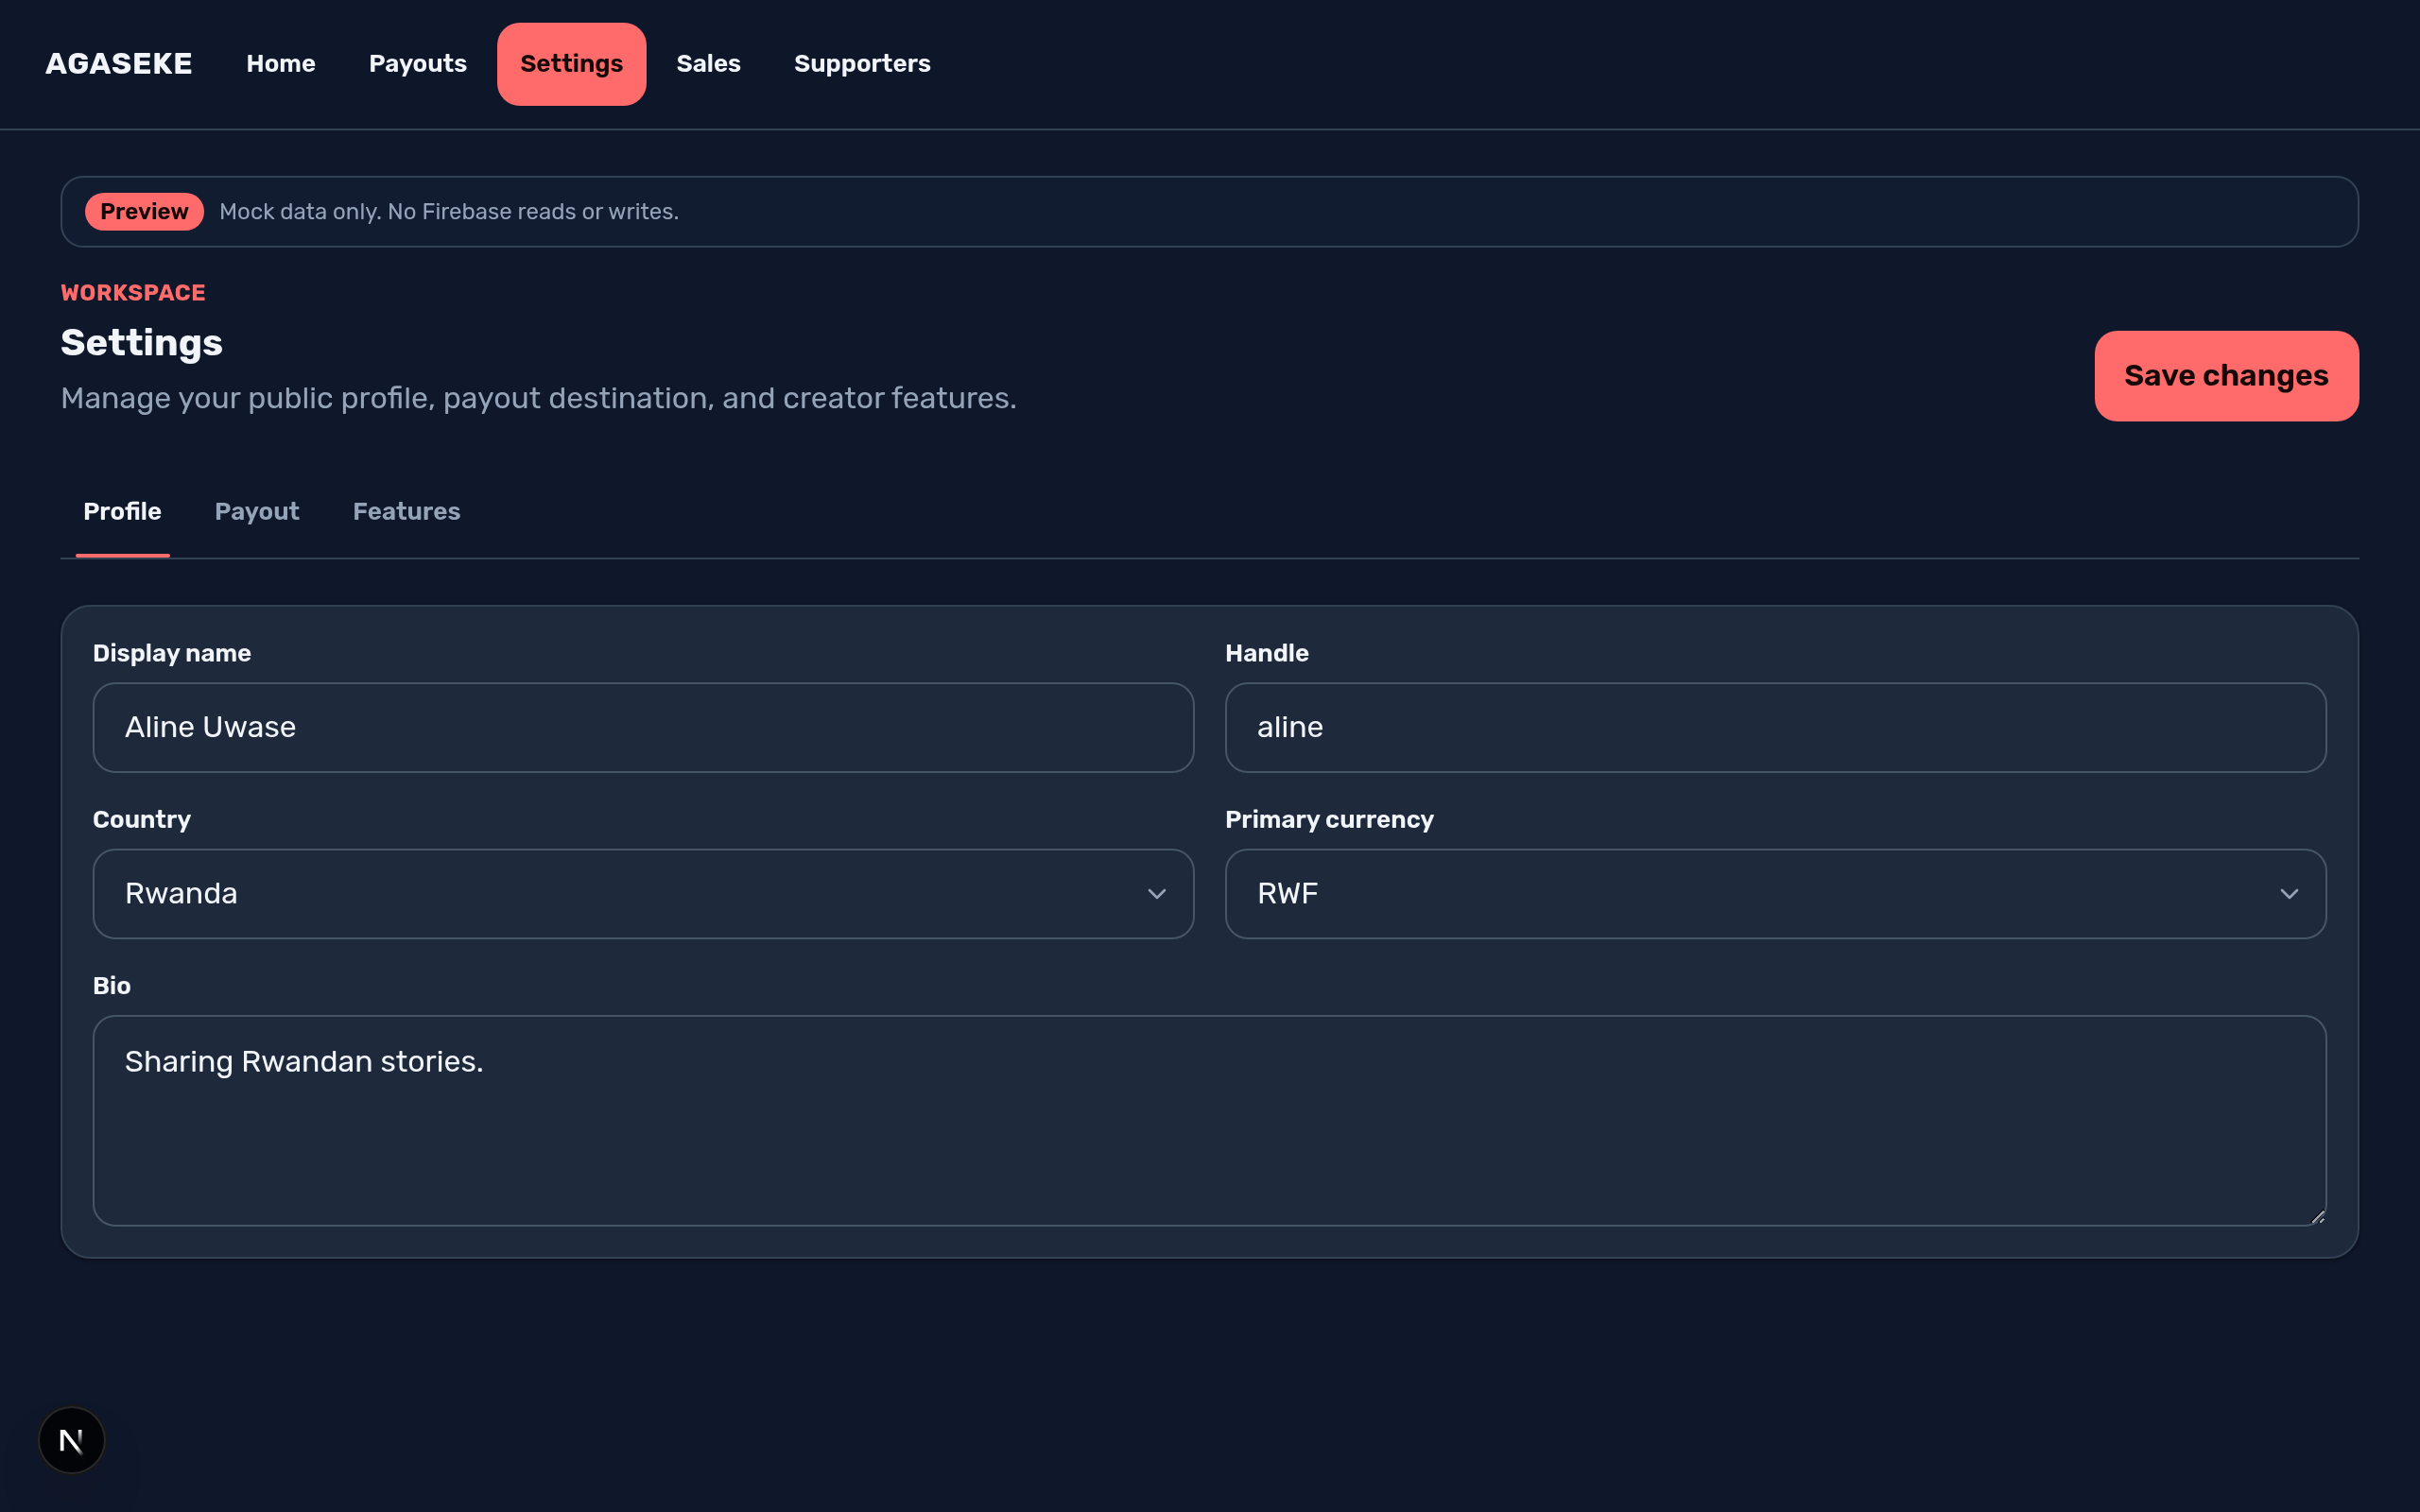 AGASEKE Home Payouts Settings Sales Supporters
Preview Mock data only. No Firebase reads or writes.
WORKSPACE
Settings
Manage your public profile, payout destination, and creator features.
Save changes
Profile Payout Features
Display name
Aline Uwase
Handle
aline
Country
Rwanda
Primary currency
RWF
Bio
Sharing Rwandan stories.
N